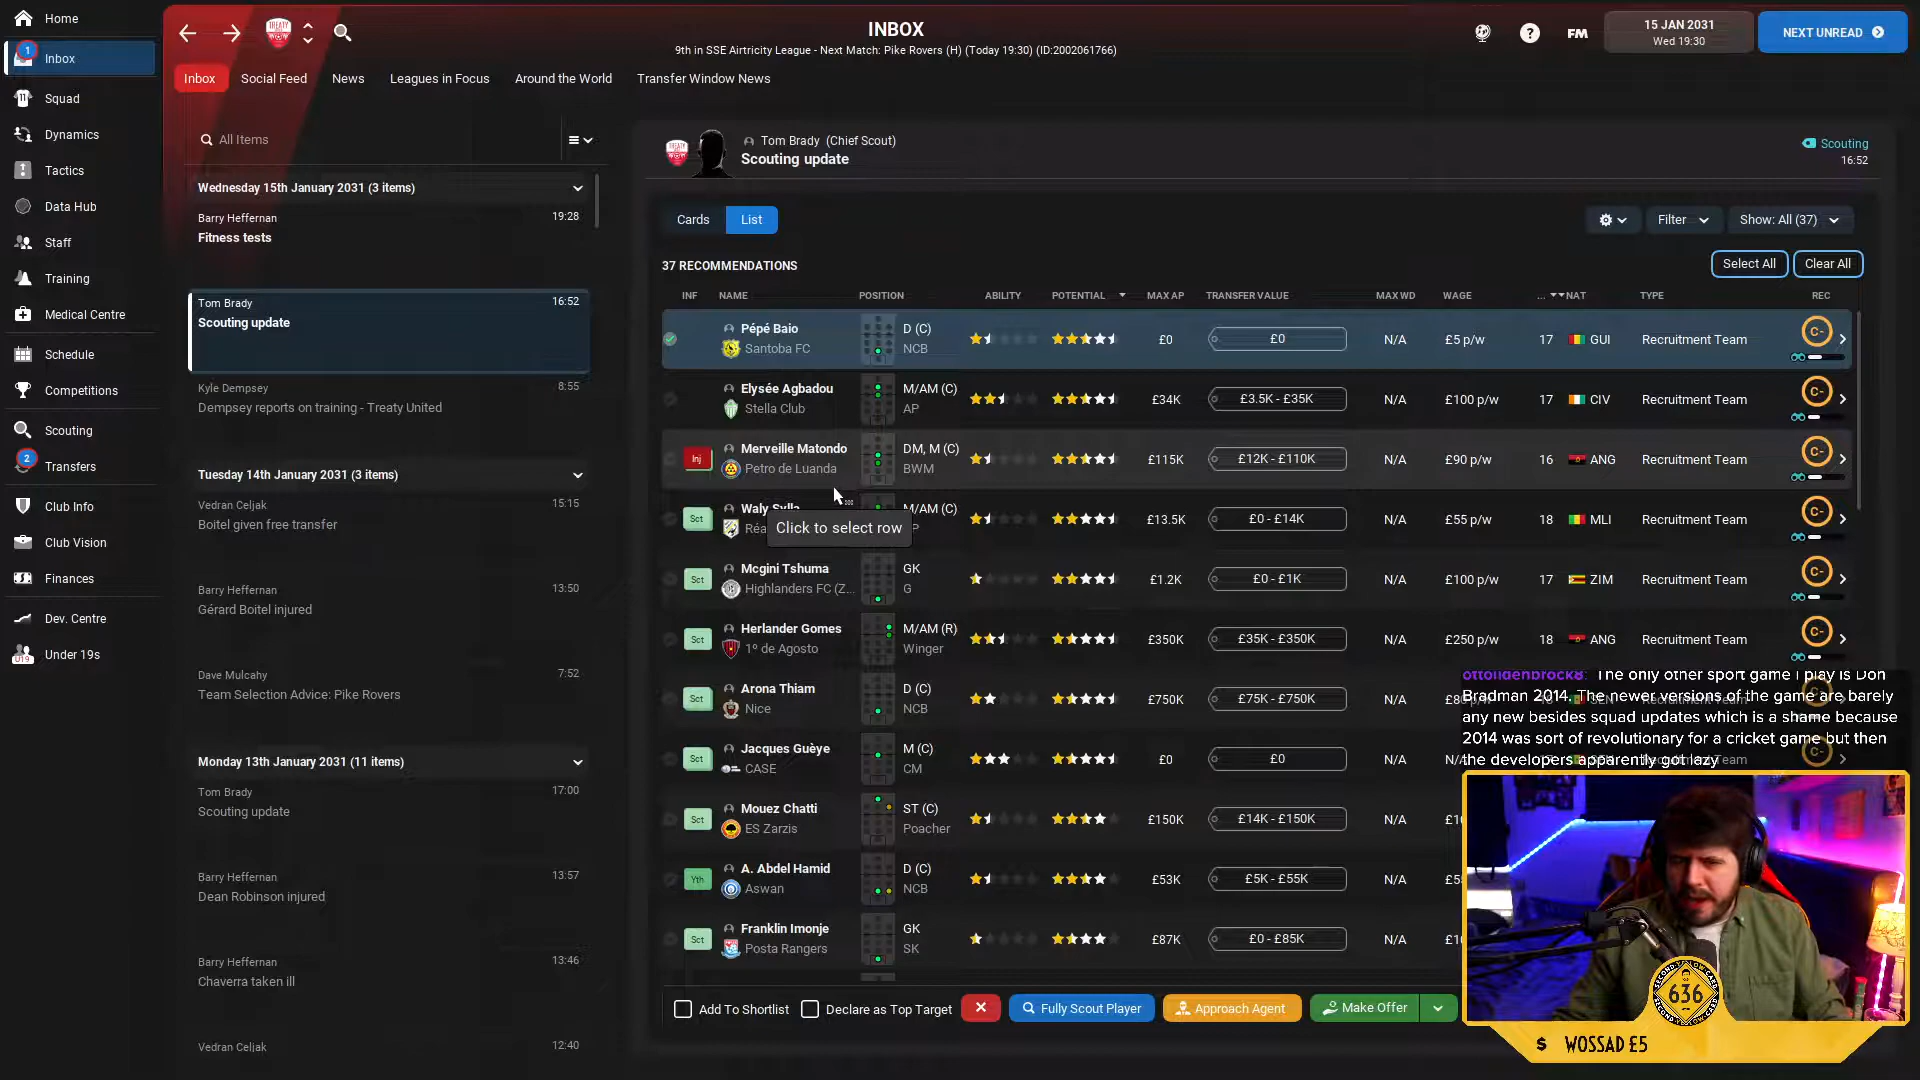 Home
Inbox
1
Squad
Dynamics
Tactics
Data Hub
Staff
Training
Medical Centre
Schedule
Competitions
Scouting
2
Transfers
Club Info
Club Vision
Finances
Dev. Centre
Under 19s
INBOX
9th in SSE Airtricity League - Next Match: Pike Rovers (H) (Today 19:30) (ID:2002061766)
FM
15 JAN 2031
Wed 19:30
NEXT UNREAD
Inbox
Social Feed
News
Leagues in Focus
Around the World
Transfer Window News
All Items
Wednesday 15th January 2031 (3 items)
Barry Heffernan
19:28
Fitness tests
Tom Brady
16:52
Scouting update
Kyle Dempsey
8:55
Dempsey reports on training - Treaty United
Tuesday 14th January 2031 (3 items)
Vedran Celjak
15:15
Boitel given free transfer
Barry Heffernan
13:50
Gérard Boitel injured
Dave Mulcahy
7:52
Team Selection Advice: Pike Rovers
Monday 13th January 2031 (11 items)
Tom Brady
17:00
Scouting update
Barry Heffernan
13:57
Dean Robinson injured
Barry Heffernan
13:46
Chaverra taken ill
Vedran Celjak
12:40
Tom Brady (Chief Scout)
Scouting update
Scouting
16:52
Cards
List
Filter
Show: All (37)
37 RECOMMENDATIONS
Select All
Clear All
INF NAME POSITION ABILITY POTENTIAL MAX AP TRANSFER VALUE MAX WD WAGE ... NAT TYPE REC
Pépé Baio D (C)
Santoba FC NCB £0 £0 N/A £5 p/w 17 GUI Recruitment Team C-
Elysée Agbadou M/AM (C)
Stella Club AP £34K £3.5K - £35K N/A £100 p/w 17 CIV Recruitment Team C-
Inj Merveille Matondo DM, M (C)
Petro de Luanda BWM £115K £12K - £110K N/A £90 p/w 16 ANG Recruitment Team C-
Sct Waly Sylla M/AM (C)
£13.5K £0 - £14K N/A £55 p/w 18 MLI Recruitment Team C-
Click to select row
Sct Mcgini Tshuma GK
Highlanders FC (Z... G £1.2K £0 - £1K N/A £100 p/w 17 ZIM Recruitment Team C-
Sct Herlander Gomes M/AM (R)
1º de Agosto Winger £350K £35K - £350K N/A £250 p/w 18 ANG Recruitment Team C-
Sct Arona Thiam D (C)
Nice NCB £750K £75K - £750K N/A
Sct Jacques Guèye M (C)
CASE CM £0 £0 N/A
Sct Mouez Chatti ST (C)
ES Zarzis Poacher £150K £14K - £150K N/A
Yth A. Abdel Hamid D (C)
Aswan NCB £53K £5K - £55K N/A
Sct Franklin Imonje GK
Posta Rangers SK £87K £0 - £85K N/A
Add To Shortlist
Declare as Top Target
Fully Scout Player
Approach Agent
Make Offer
ottoildenbrock8: The only other sport game I play is Don
Bradman 2014. The newer versions of the game are barely
any new besides squad updates which is a shame because
2014 was sort of revolutionary for a cricket game but then
the developers apparently got lazy
SECOND YELLOW CARD
636
$ WOSSAD £5